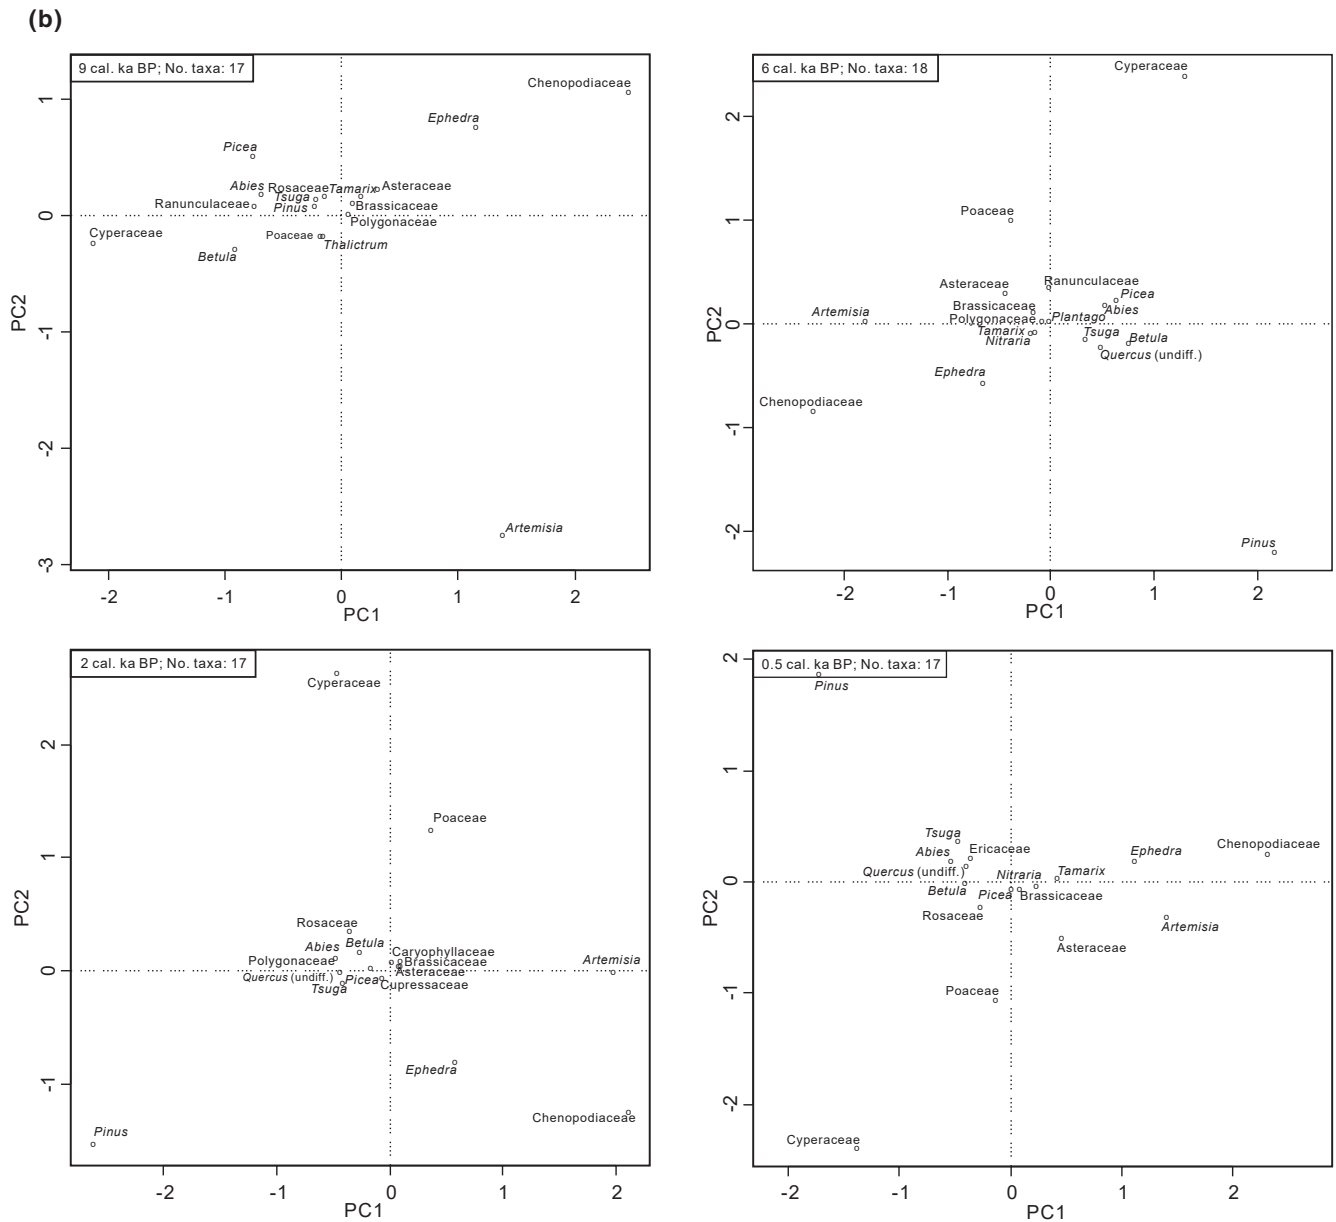 (b)
9 cal. ka BP; No. taxa: 17
Chenopodiaceae
Ephedra
Picea
Abies Rosaceae Tamarix Asteraceae
Tsuga
Ranunculaceae Pinus Brassicaceae
Polygonaceae
Cyperaceae Poaceae Thalictrum
Betula
Artemisia
1
0
-1
-2
-3
PC2
-2 -1 0 1 2
PC1
6 cal. ka BP; No. taxa: 18
Cyperaceae
Poaceae
Asteraceae Ranunculaceae
Picea
Brassicaceae Abies
Artemisia Polygonaceae Plantago
Tamarix Tsuga Betula
Nitraria
Quercus (undiff.)
Ephedra
Chenopodiaceae
Pinus
2
1
0
-1
-2
PC2
-2 -1 0 1 2
PC1
2 cal. ka BP; No. taxa: 17
Cyperaceae
Poaceae
Rosaceae
Abies Betula
Caryophyllaceae
Polygonaceae Brassicaceae Artemisia
Asteraceae
Quercus (undiff.) Picea
Tsuga Cupressaceae
Ephedra
Chenopodiaceae
Pinus
2
1
0
-1
PC2
-2 -1 0 1 2
PC1
0.5 cal. ka BP; No. taxa: 17
Pinus
Tsuga
Ericaceae Chenopodiaceae
Abies Ephedra
Quercus (undiff.) Nitraria Tamarix
Betula Picea Brassicaceae
Rosaceae Artemisia
Asteraceae
Poaceae
Cyperaceae
2
1
0
-1
-2
PC2
-2 -1 0 1 2
PC1